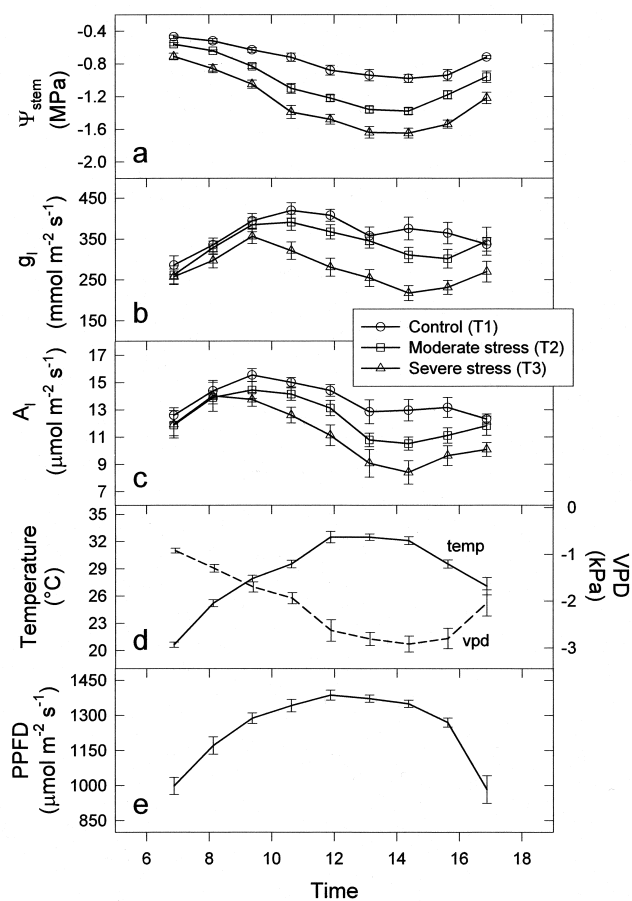 -0.4
-0.8
-1.2
-1.6
-2.0
Ψstem
(MPa)
a
450
350
250
150
gl
(mmol m-2 s-1)
b
Control (T1)
Moderate stress (T2)
Severe stress (T3)
17
15
13
11
9
7
Al
(μmol m-2 s-1)
c
35
32
29
26
23
20
Temperature
(°C)
d
temp
vpd
0
-1
-2
-3
VPD
(kPa)
1450
1300
1150
1000
850
PPFD
(μmol m-2 s-1)
e
6 8 10 12 14 16 18
Time